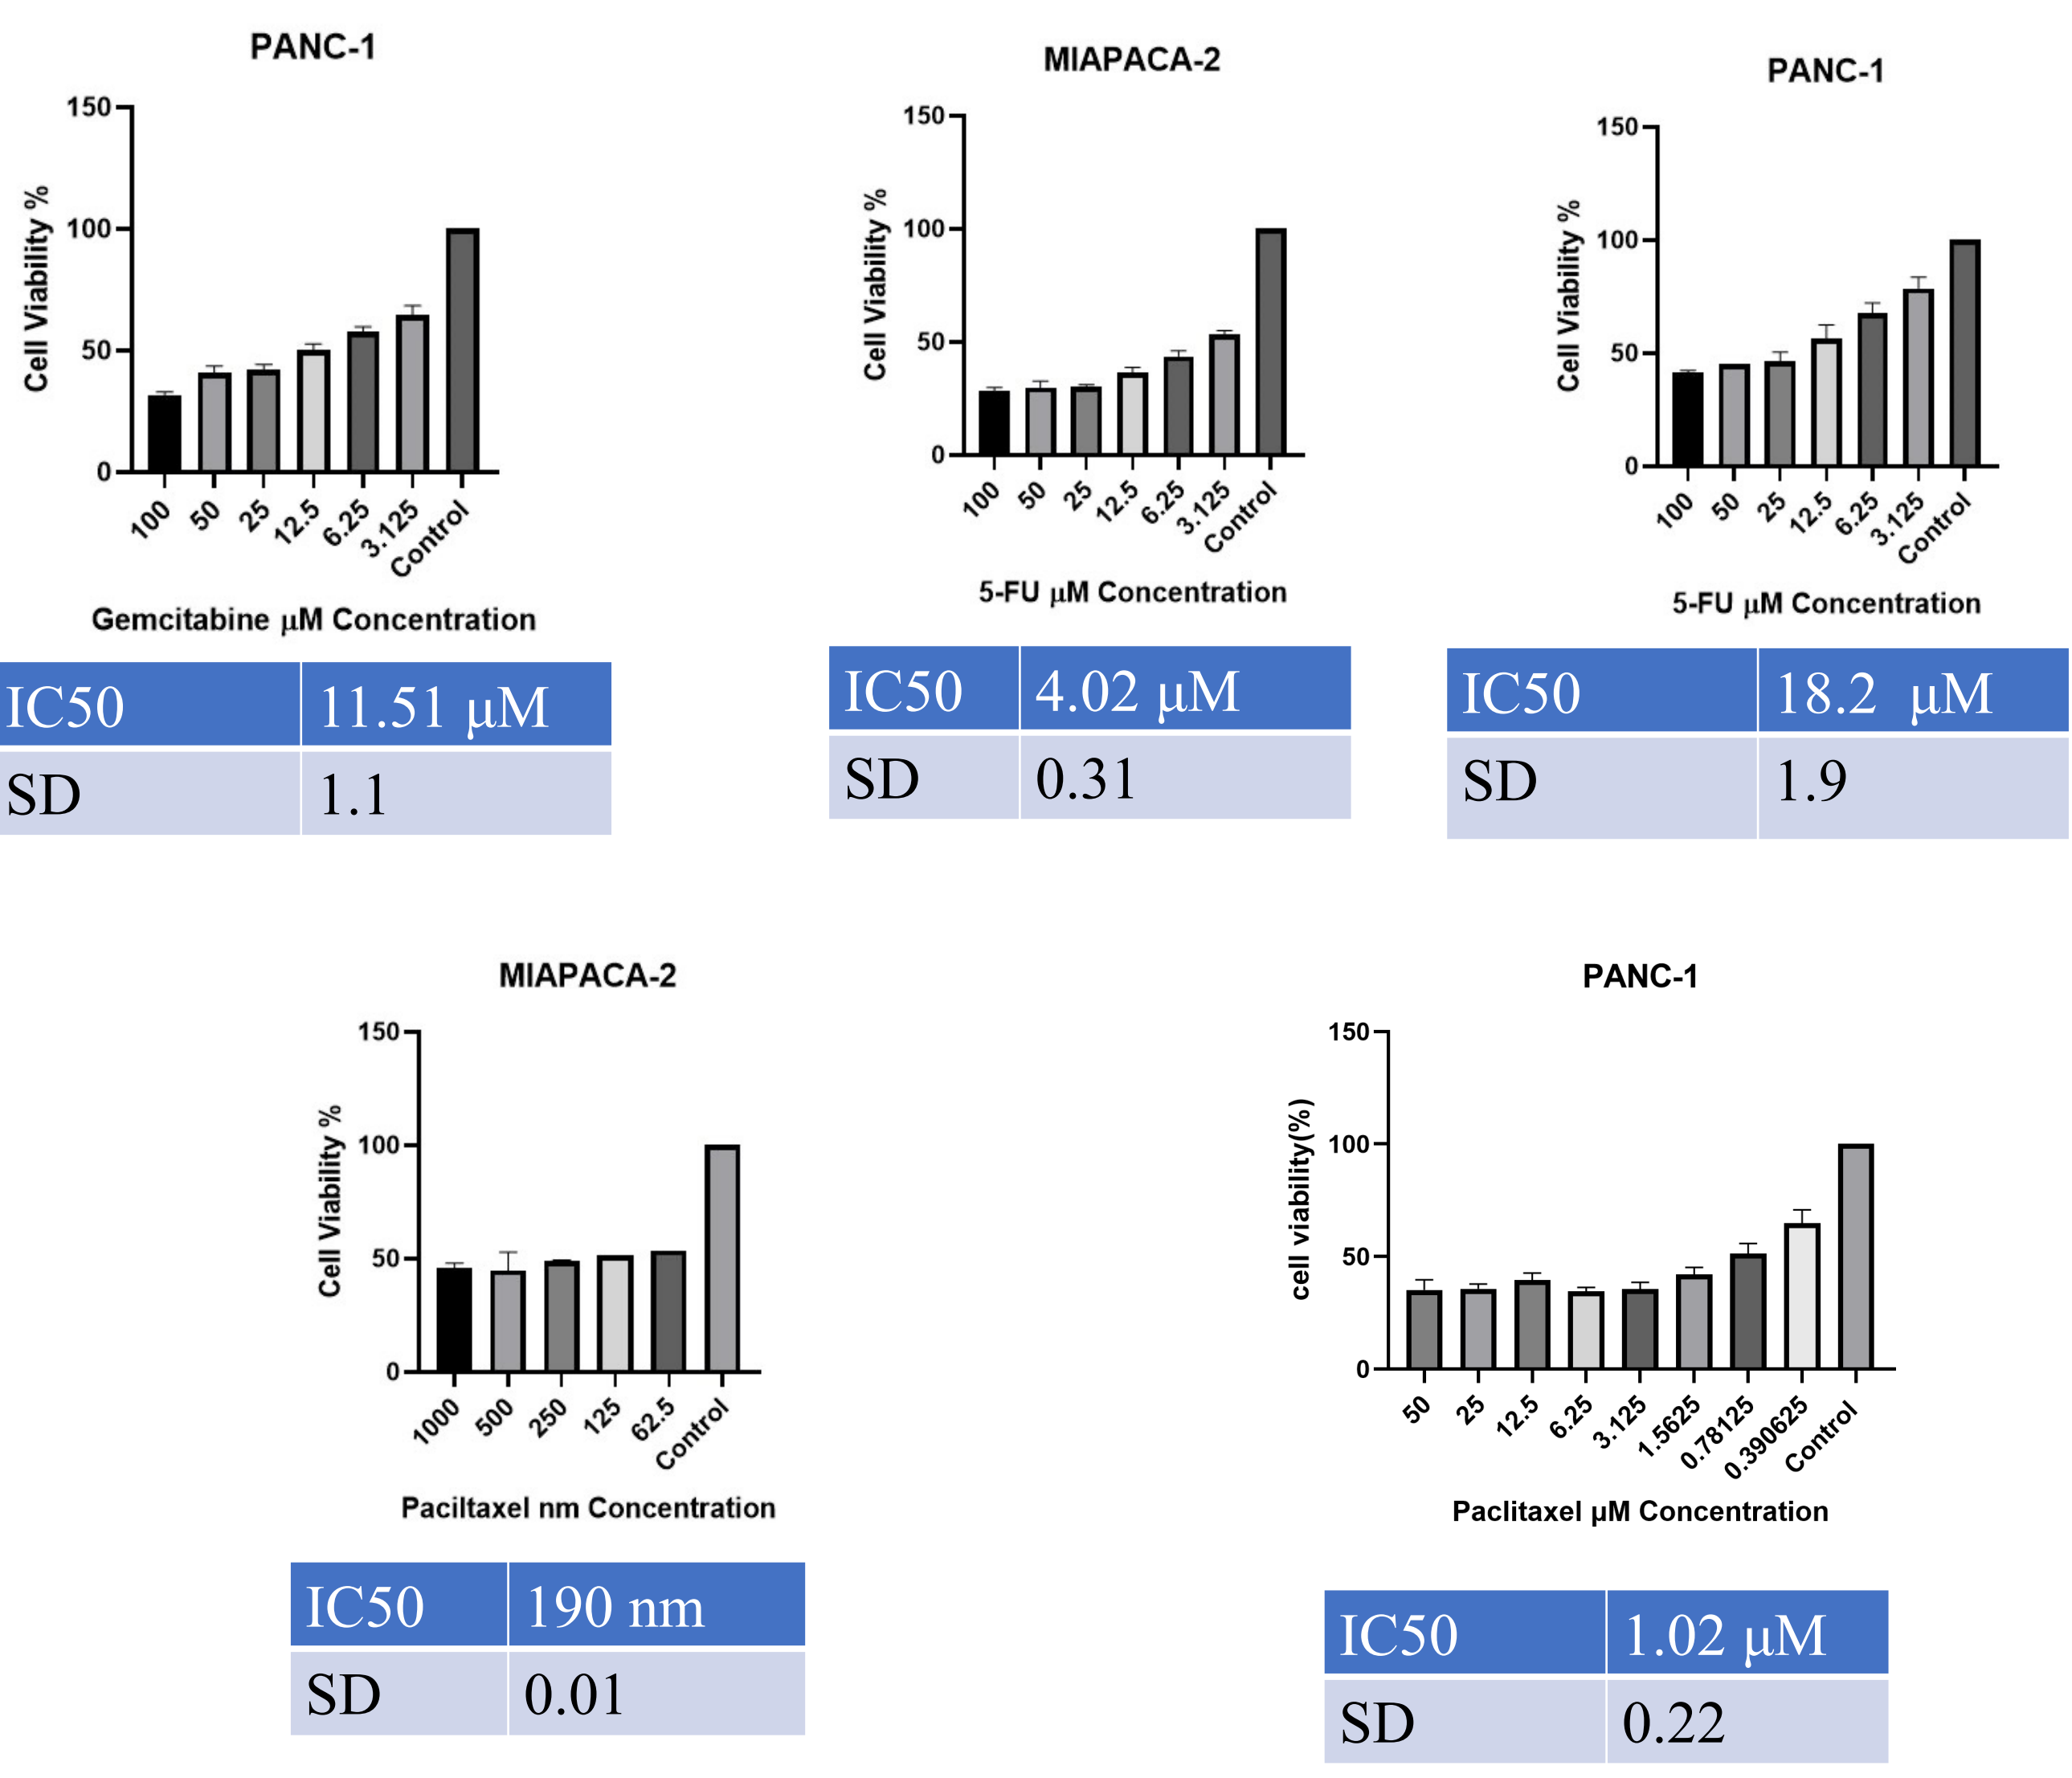 PANC-1
150
100
50
0
Cell Viability %
100
50
25
12.5
6.25
3.125
Control
Gemcitabine μM Concentration
IC50 11.51 μM
SD 1.1
MIAPACA-2
150
100
50
0
Cell Viability %
100
50
25
12.5
6.25
3.125
Control
5-FU μM Concentration
IC50 4.02 μM
SD 0.31
PANC-1
150
100
50
0
Cell Viability %
100
50
25
12.5
6.25
3.125
Control
5-FU μM Concentration
IC50 18.2 μM
SD 1.9
MIAPACA-2
150
100
50
0
Cell Viability %
1000
500
250
125
62.5
Control
Paciltaxel nm Concentration
IC50 190 nm
SD 0.01
PANC-1
150
100
50
0
cell viability(%)
50
25
12.5
6.25
3.125
1.5625
0.78125
0.390625
Control
Paclitaxel μM Concentration
IC50 1.02 μM
SD 0.22